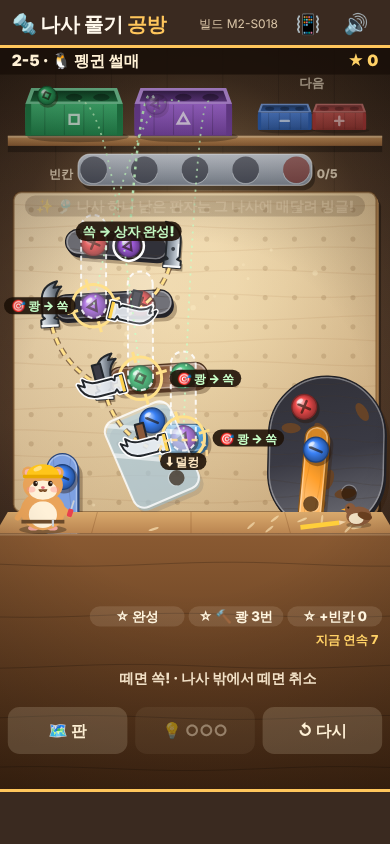 🔩 나사 풀기 공방
빌드 M2-S018
2-5 · 🐧 펭귄 썰매
★ 0
다음
빈칸
0/5
쏙 → 상자 완성!
🎯 쾅 → 쏙
🎯 쾅 → 쏙
🎯 쾅 → 쏙
⬇덜컹
☆ 완성
☆ 🔨 쾅 3번
☆ +빈칸 0
지금 연속 7
떼면 쏙! · 나사 밖에서 떼면 취소
🗺️ 판
💡 ○○○
↺ 다시